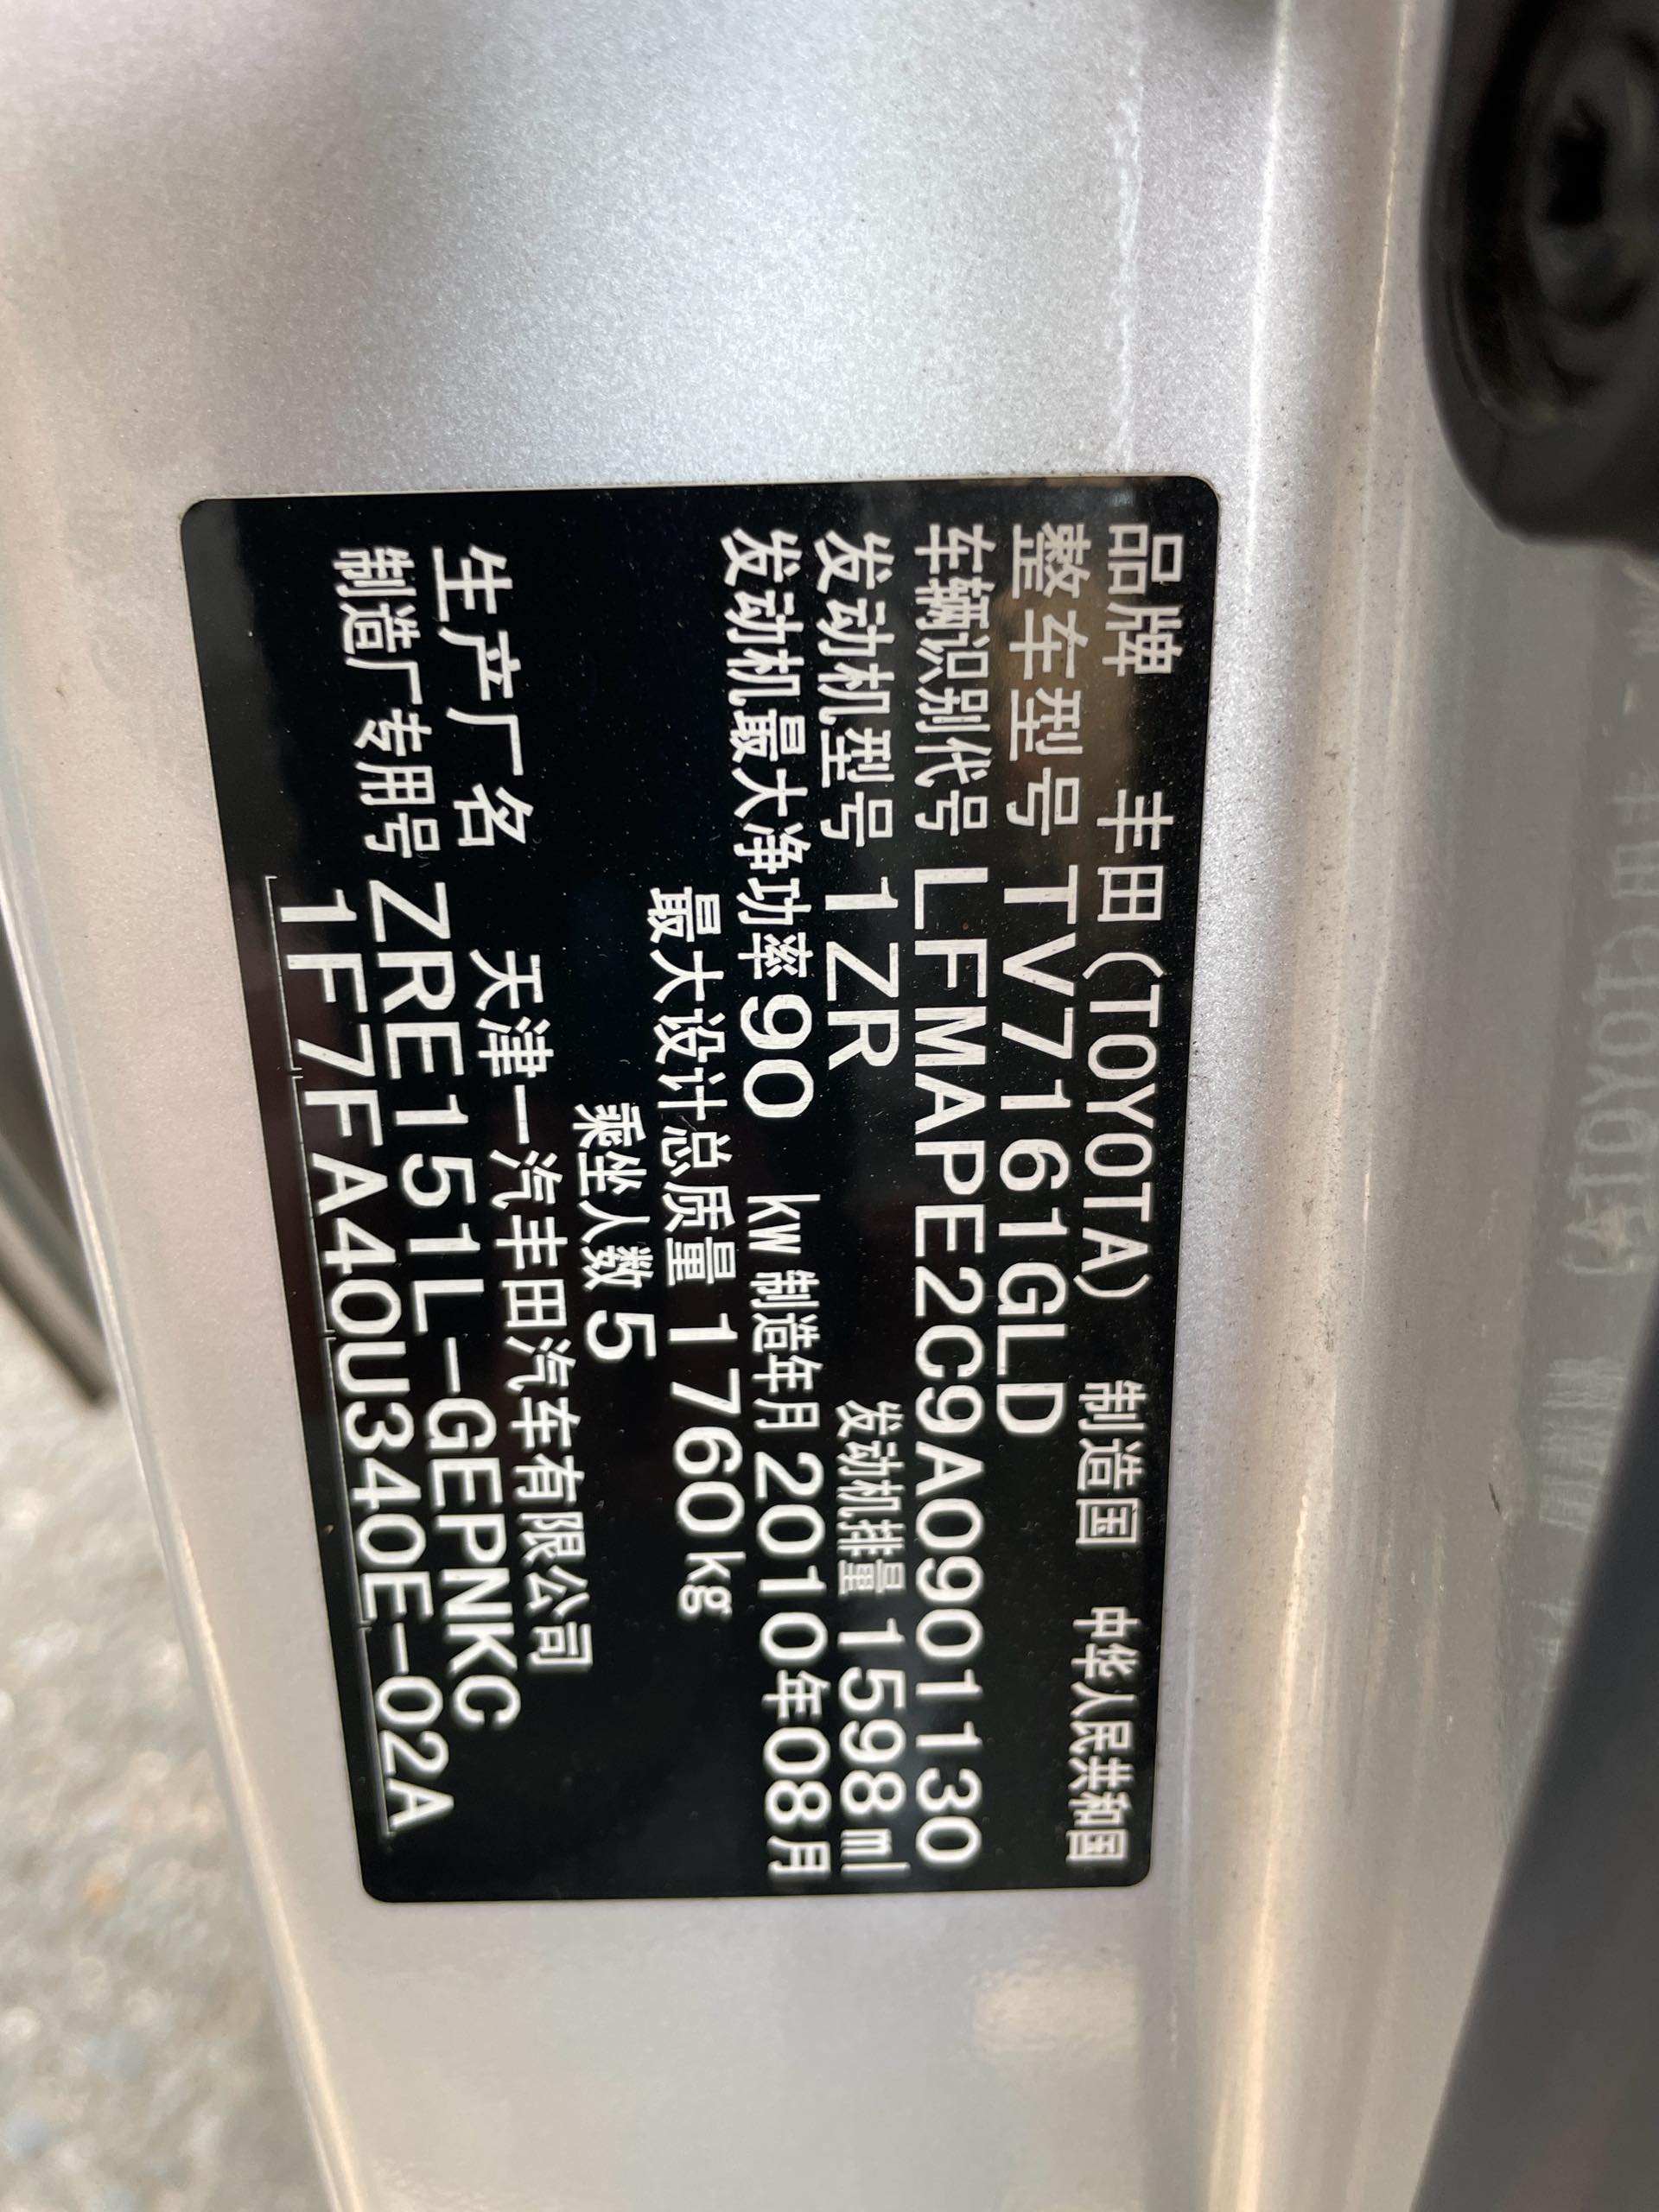 品牌 丰田(TOYOTA) 制造国 中华人民共和国
整车型号 TV7161GLD
车辆识别代号 LFMAPE2C9A0901130
发动机型号 1ZR 发动机排量 1598ml
发动机最大净功率 90 kW 制造年月 2010年08月
最大设计总质量 1760kg
乘坐人数 5
生产厂名 天津一汽丰田汽车有限公司
制造厂专用号 ZRE151L-GEPNKC
1F7FA40U340E-02A